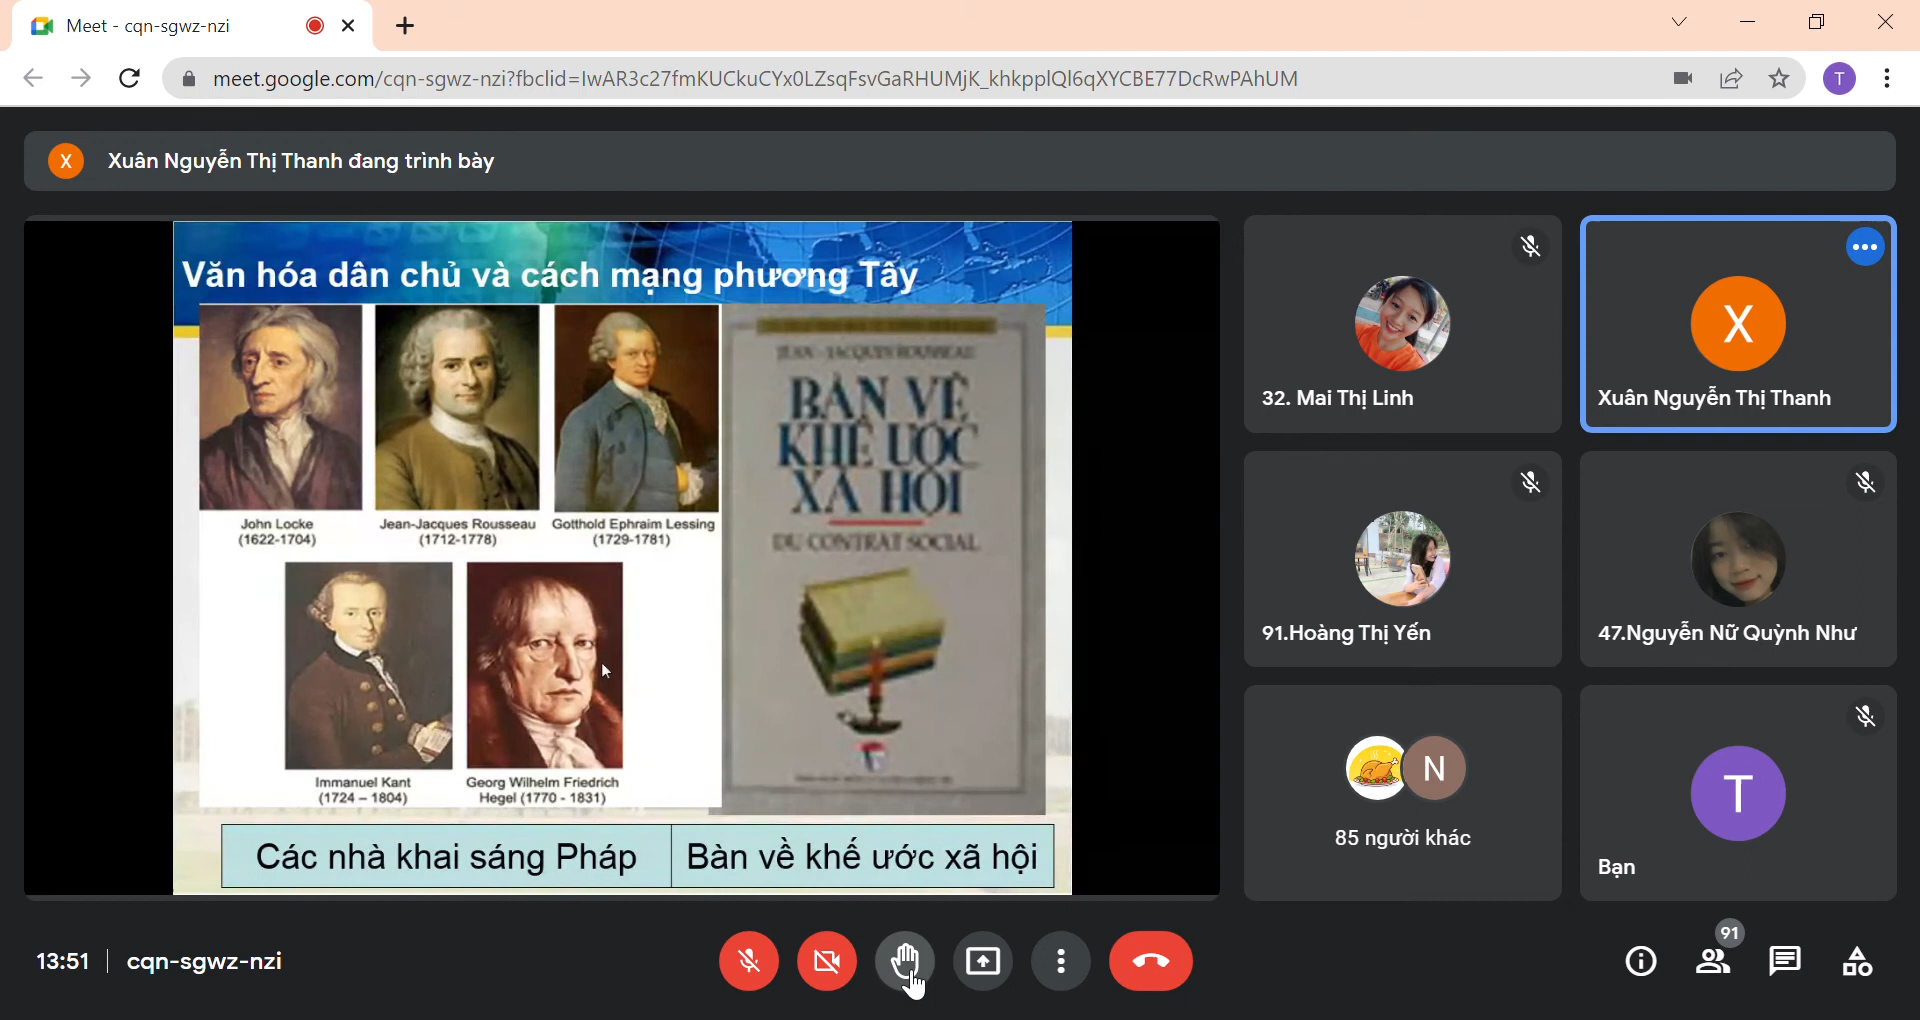 Meet - cqn-sgwz-nzi
meet.google.com/cqn-sgwz-nzi?fbclid=IwAR3c27fmKUCkuCYx0LZsqFsvGaRHUMjK_khkpplQl6qXYCBE77DcRwPAhUM
T
X Xuân Nguyễn Thị Thanh đang trình bày
Văn hóa dân chủ và cách mạng phương Tây
JEAN - JACQUES ROUSSEAU
BÀN VỀ
KHẾ ƯỚC
XÃ HỘI
DU CONTRAT SOCIAL
John Locke
(1622-1704)
Jean-Jacques Rousseau
(1712-1778)
Gotthold Ephraim Lessing
(1729-1781)
Immanuel Kant
(1724 – 1804)
Georg Wilhelm Friedrich
Hegel (1770 - 1831)
Các nhà khai sáng Pháp
Bàn về khế ước xã hội
32. Mai Thị Linh
X
Xuân Nguyễn Thị Thanh
91.Hoàng Thị Yến
47.Nguyễn Nữ Quỳnh Như
N
85 người khác
T
Bạn
13:51 cqn-sgwz-nzi
91